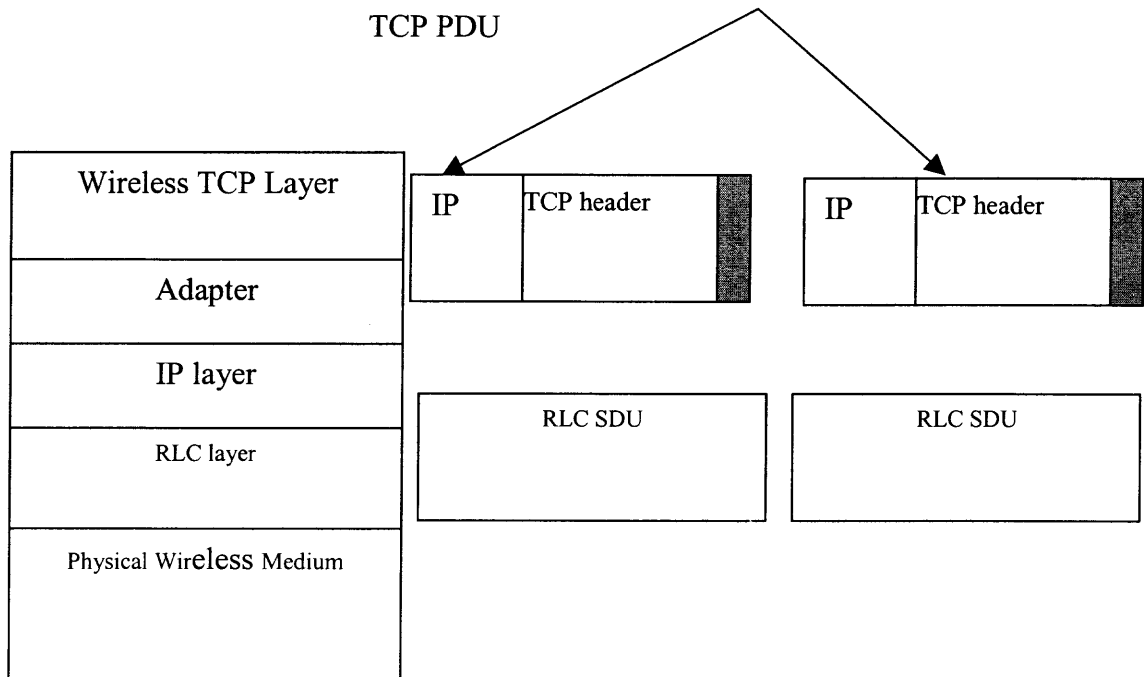 TCP PDU
Wireless TCP Layer
Adapter
IP layer
RLC layer
Physical Wireless Medium
IP
TCP header
IP
TCP header
RLC SDU
RLC SDU